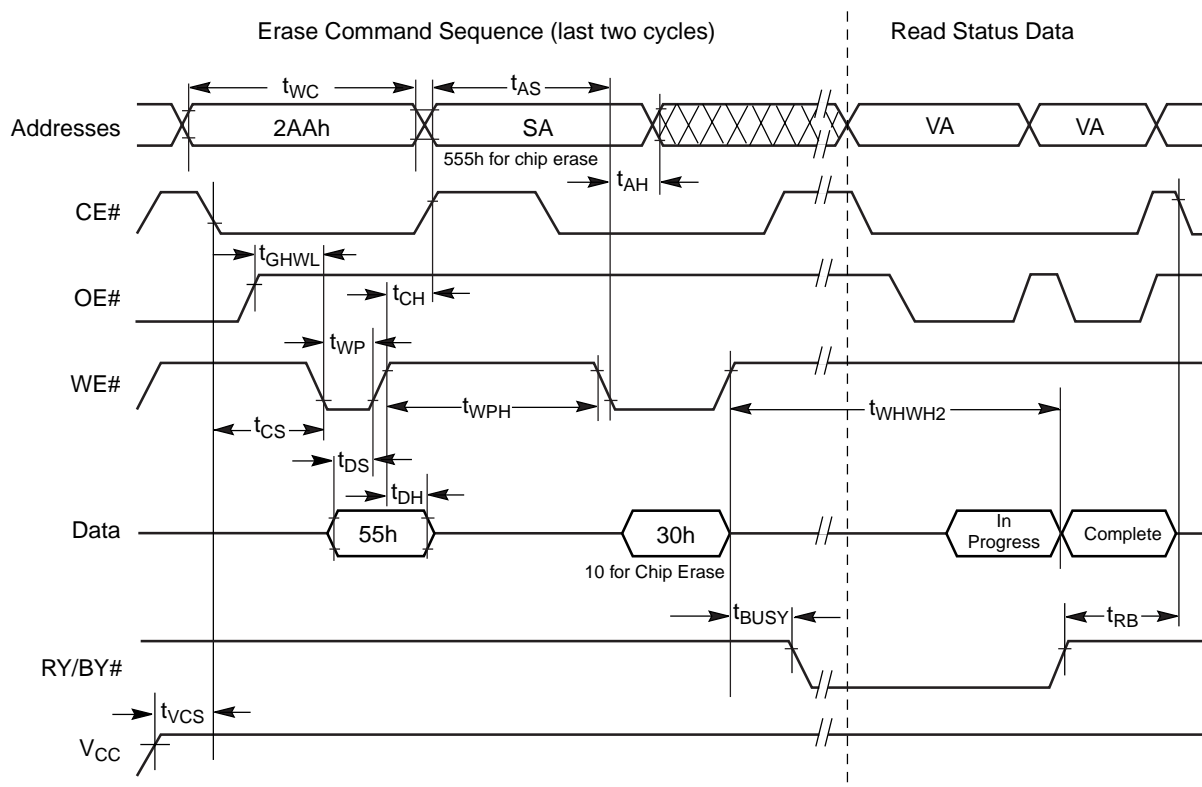 Erase Command Sequence (last two cycles)
Read Status Data
tWC
tAS
Addresses
2AAh
SA
VA
VA
555h for chip erase
tAH
CE#
tGHWL
OE#
tCH
tWP
WE#
tWPH
tWHWH2
tCS
tDS
tDH
Data
55h
30h
In
Progress
Complete
10 for Chip Erase
tBUSY
tRB
RY/BY#
tVCS
VCC